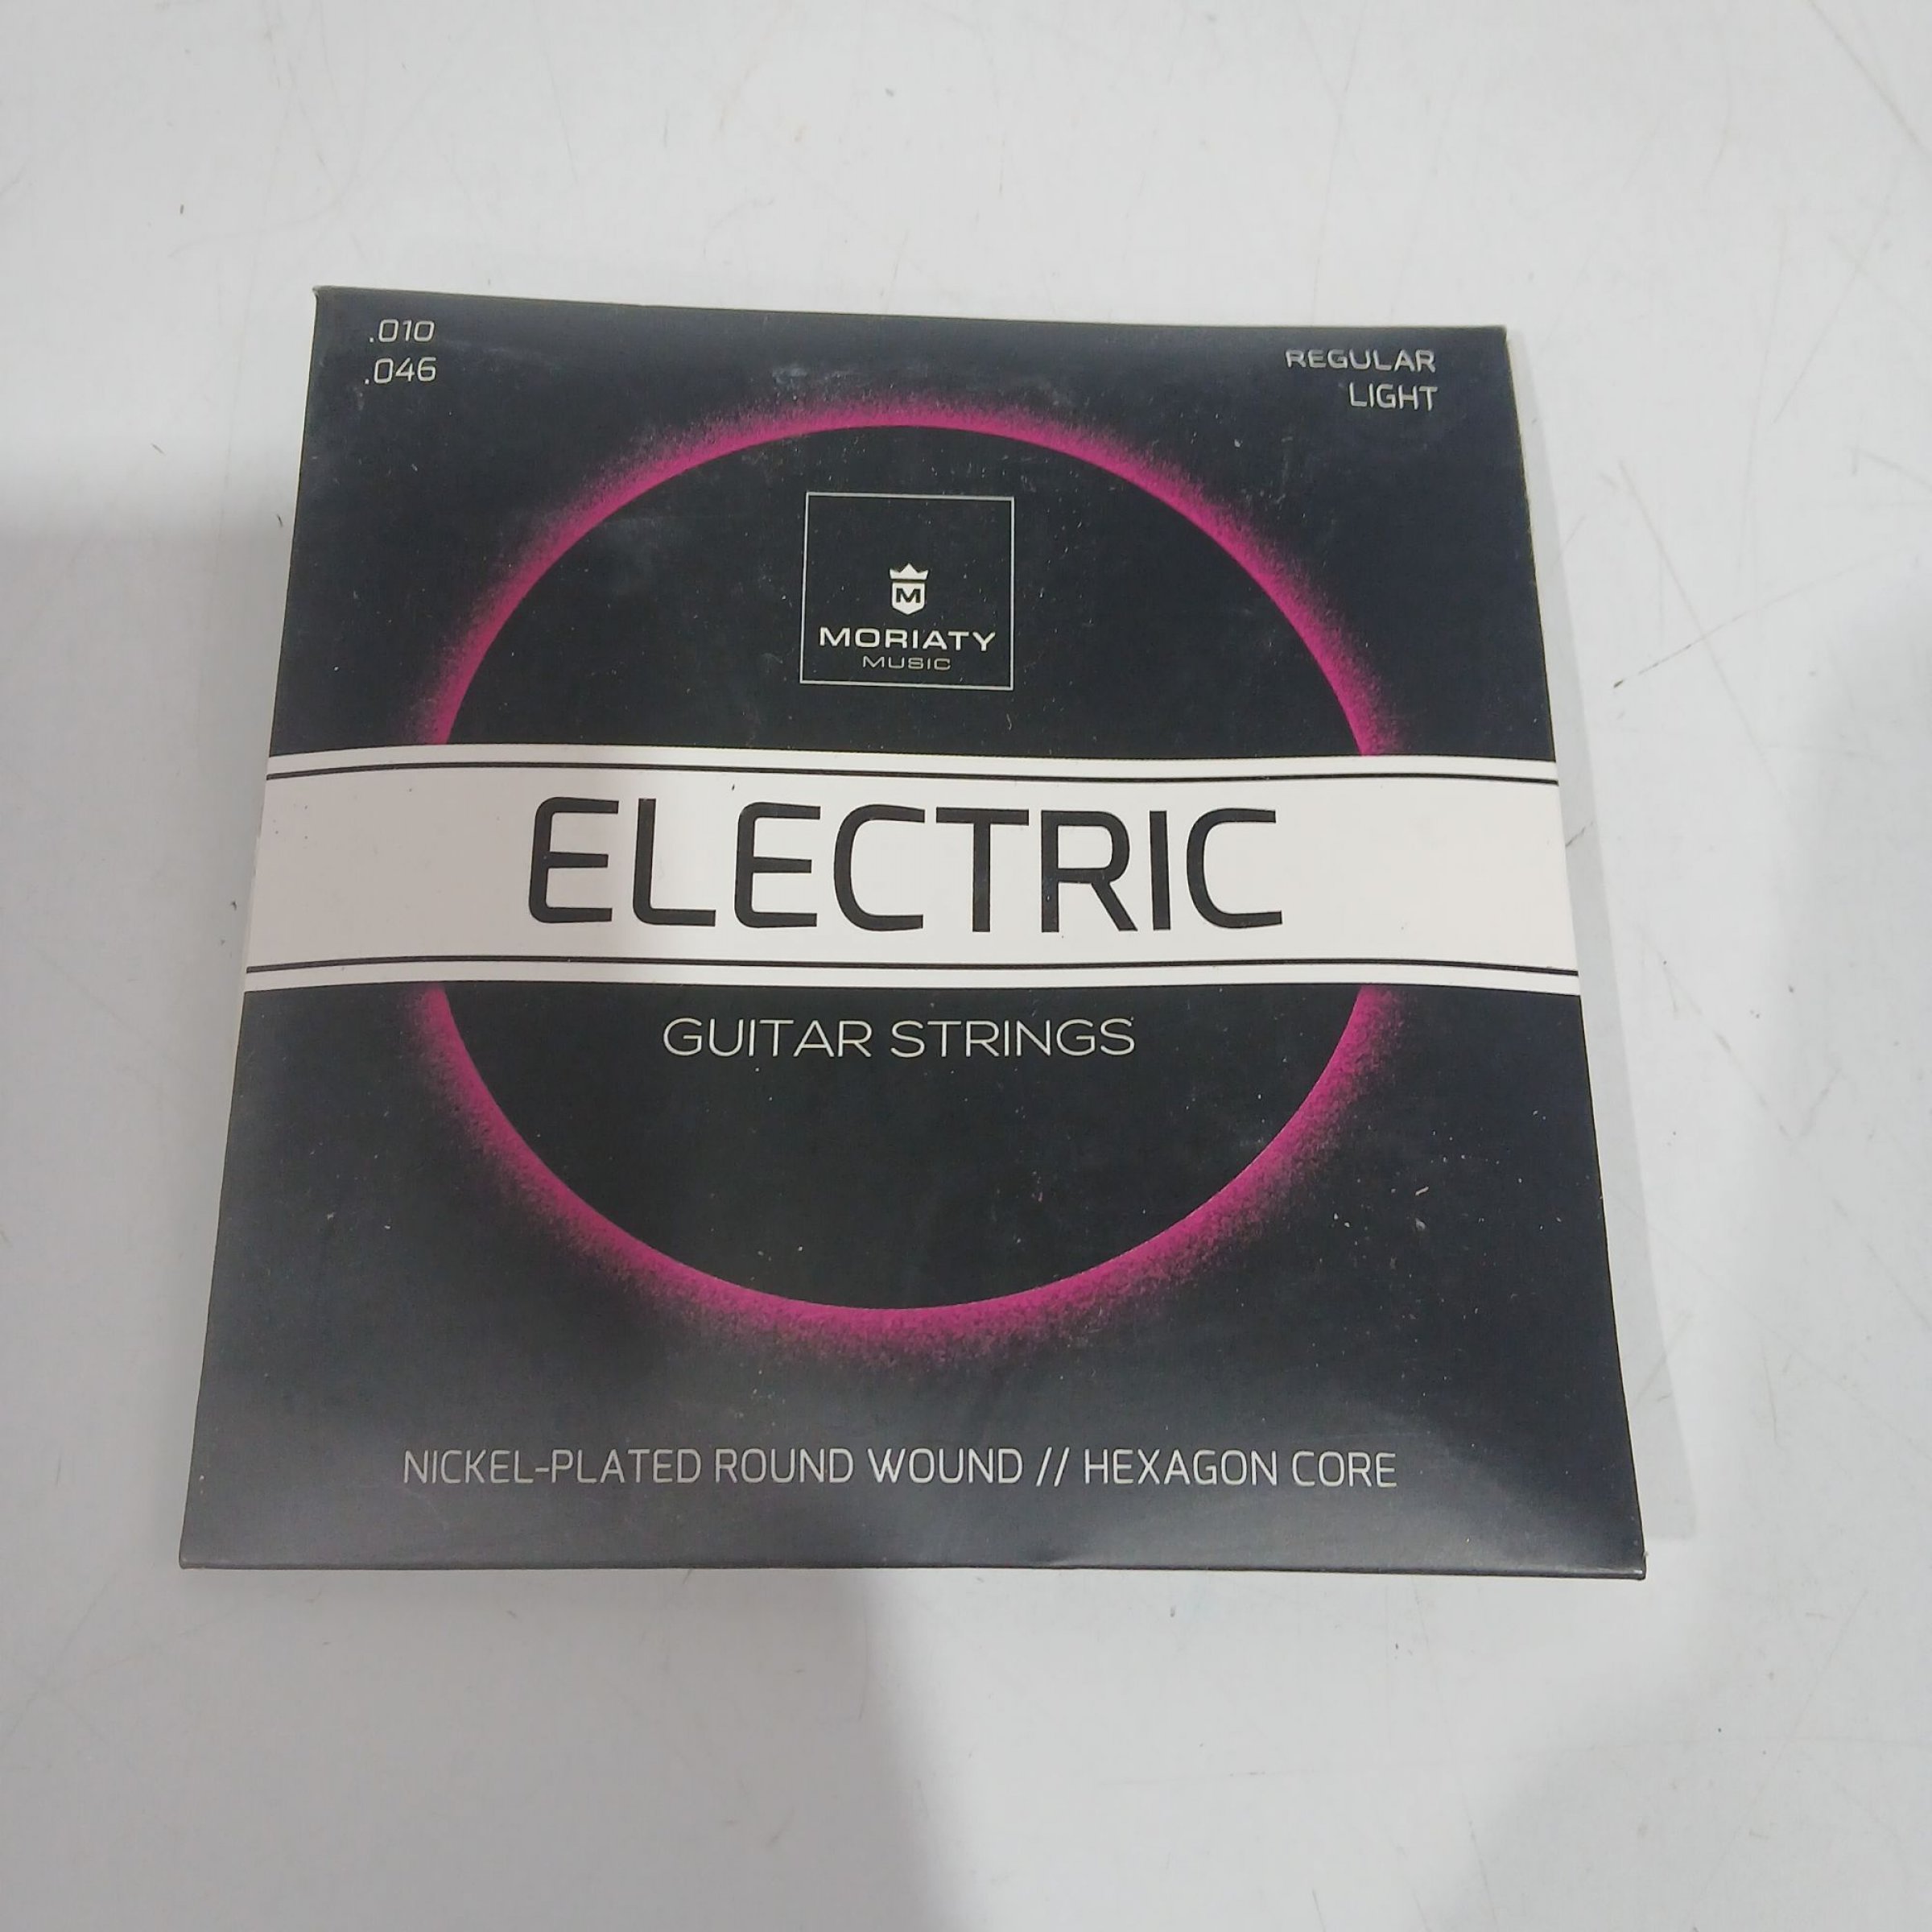 .010
.046
REGULAR
LIGHT
M
MORIATY
MUSIC
ELECTRIC
GUITAR STRINGS
NICKEL-PLATED ROUND WOUND // HEXAGON CORE